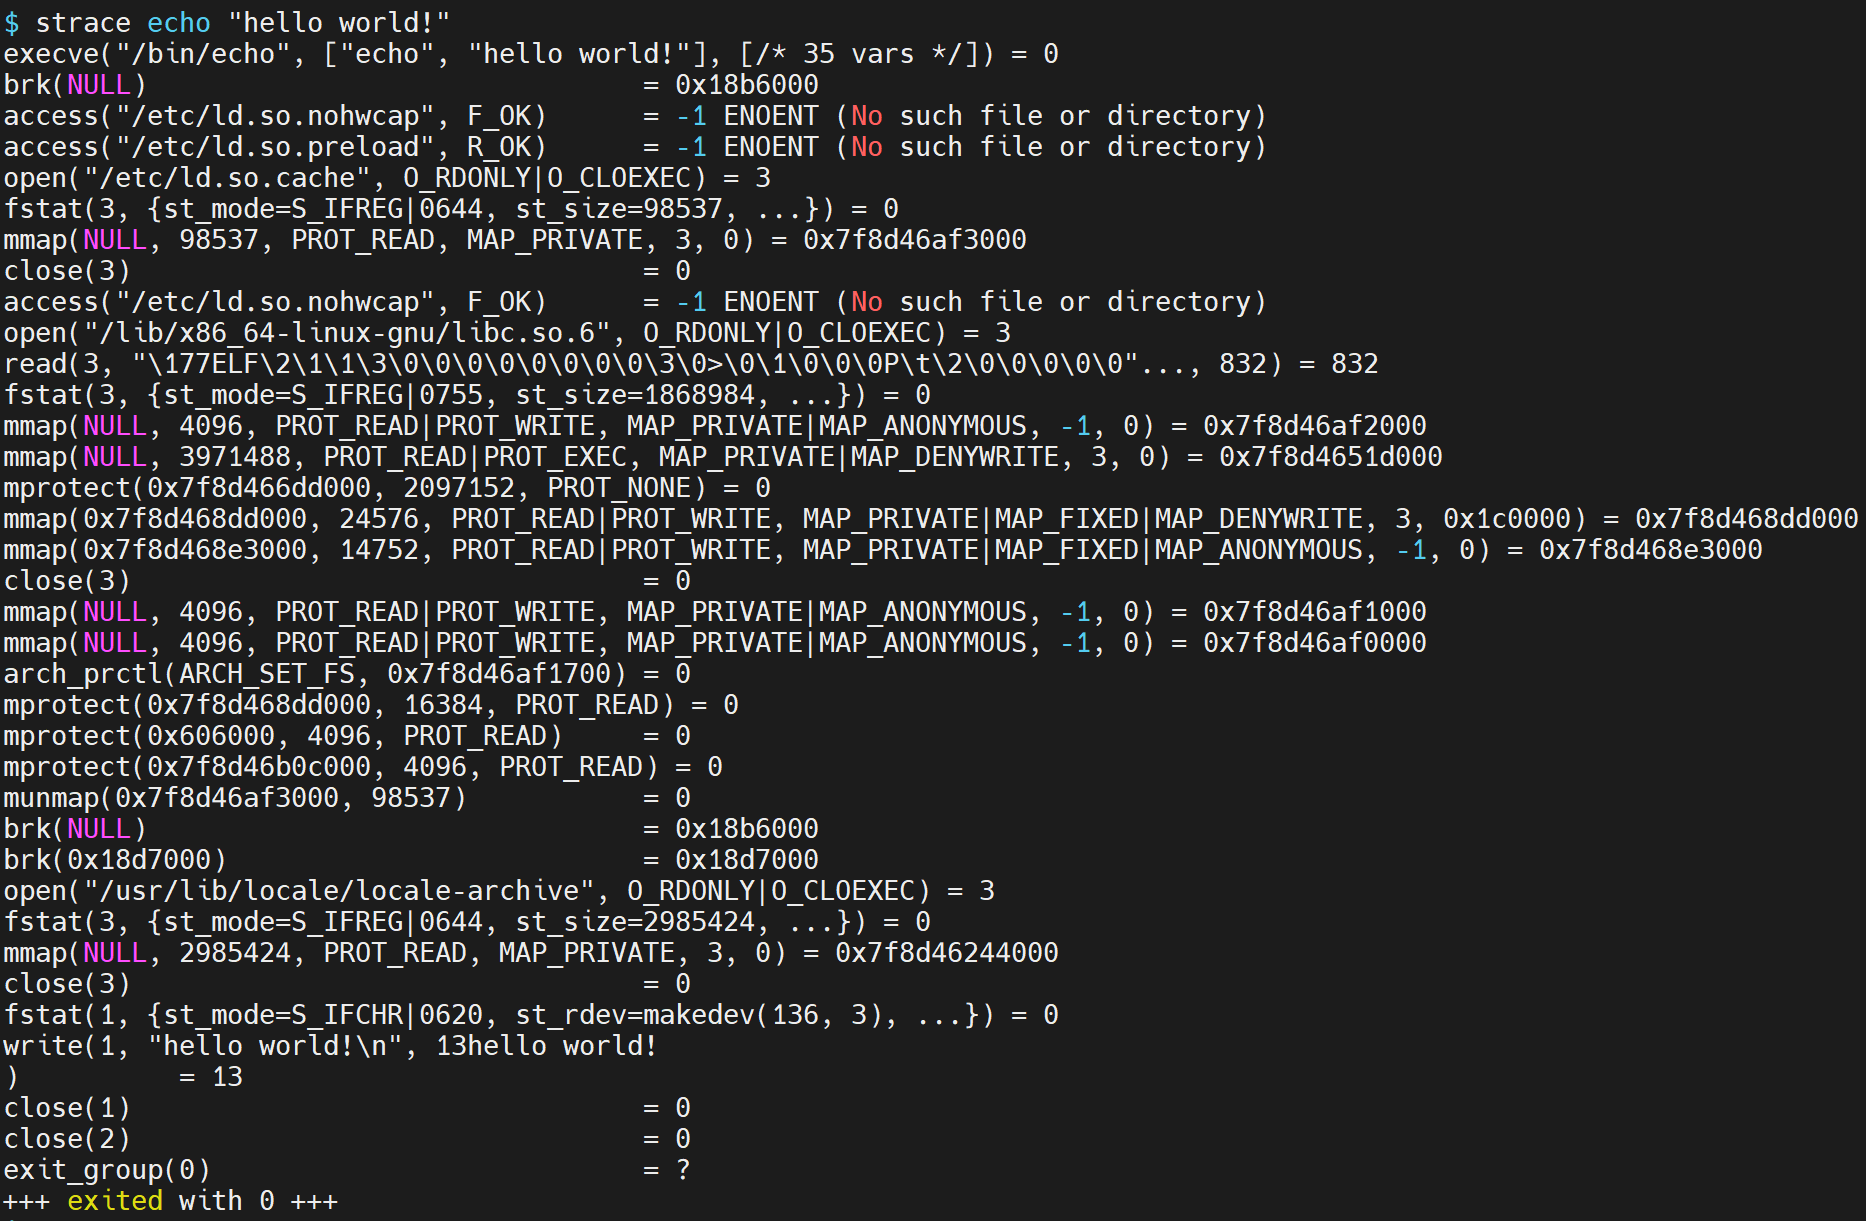 $ strace echo "hello world!"
execve("/bin/echo", ["echo", "hello world!"], [/* 35 vars */]) = 0
brk(NULL)                               = 0x18b6000
access("/etc/ld.so.nohwcap", F_OK)      = -1 ENOENT (No such file or directory)
access("/etc/ld.so.preload", R_OK)      = -1 ENOENT (No such file or directory)
open("/etc/ld.so.cache", O_RDONLY|O_CLOEXEC) = 3
fstat(3, {st_mode=S_IFREG|0644, st_size=98537, ...}) = 0
mmap(NULL, 98537, PROT_READ, MAP_PRIVATE, 3, 0) = 0x7f8d46af3000
close(3)                                = 0
access("/etc/ld.so.nohwcap", F_OK)      = -1 ENOENT (No such file or directory)
open("/lib/x86_64-linux-gnu/libc.so.6", O_RDONLY|O_CLOEXEC) = 3
read(3, "\177ELF\2\1\1\3\0\0\0\0\0\0\0\0\3\0>\0\1\0\0\0P\t\2\0\0\0\0\0"..., 832) = 832
fstat(3, {st_mode=S_IFREG|0755, st_size=1868984, ...}) = 0
mmap(NULL, 4096, PROT_READ|PROT_WRITE, MAP_PRIVATE|MAP_ANONYMOUS, -1, 0) = 0x7f8d46af2000
mmap(NULL, 3971488, PROT_READ|PROT_EXEC, MAP_PRIVATE|MAP_DENYWRITE, 3, 0) = 0x7f8d4651d000
mprotect(0x7f8d466dd000, 2097152, PROT_NONE) = 0
mmap(0x7f8d468dd000, 24576, PROT_READ|PROT_WRITE, MAP_PRIVATE|MAP_FIXED|MAP_DENYWRITE, 3, 0x1c0000) = 0x7f8d468dd000
mmap(0x7f8d468e3000, 14752, PROT_READ|PROT_WRITE, MAP_PRIVATE|MAP_FIXED|MAP_ANONYMOUS, -1, 0) = 0x7f8d468e3000
close(3)                                = 0
mmap(NULL, 4096, PROT_READ|PROT_WRITE, MAP_PRIVATE|MAP_ANONYMOUS, -1, 0) = 0x7f8d46af1000
mmap(NULL, 4096, PROT_READ|PROT_WRITE, MAP_PRIVATE|MAP_ANONYMOUS, -1, 0) = 0x7f8d46af0000
arch_prctl(ARCH_SET_FS, 0x7f8d46af1700) = 0
mprotect(0x7f8d468dd000, 16384, PROT_READ) = 0
mprotect(0x606000, 4096, PROT_READ)     = 0
mprotect(0x7f8d46b0c000, 4096, PROT_READ) = 0
munmap(0x7f8d46af3000, 98537)           = 0
brk(NULL)                               = 0x18b6000
brk(0x18d7000)                          = 0x18d7000
open("/usr/lib/locale/locale-archive", O_RDONLY|O_CLOEXEC) = 3
fstat(3, {st_mode=S_IFREG|0644, st_size=2985424, ...}) = 0
mmap(NULL, 2985424, PROT_READ, MAP_PRIVATE, 3, 0) = 0x7f8d46244000
close(3)                                = 0
fstat(1, {st_mode=S_IFCHR|0620, st_rdev=makedev(136, 3), ...}) = 0
write(1, "hello world!\n", 13hello world!
)          = 13
close(1)                                = 0
close(2)                                = 0
exit_group(0)                           = ?
+++ exited with 0 +++